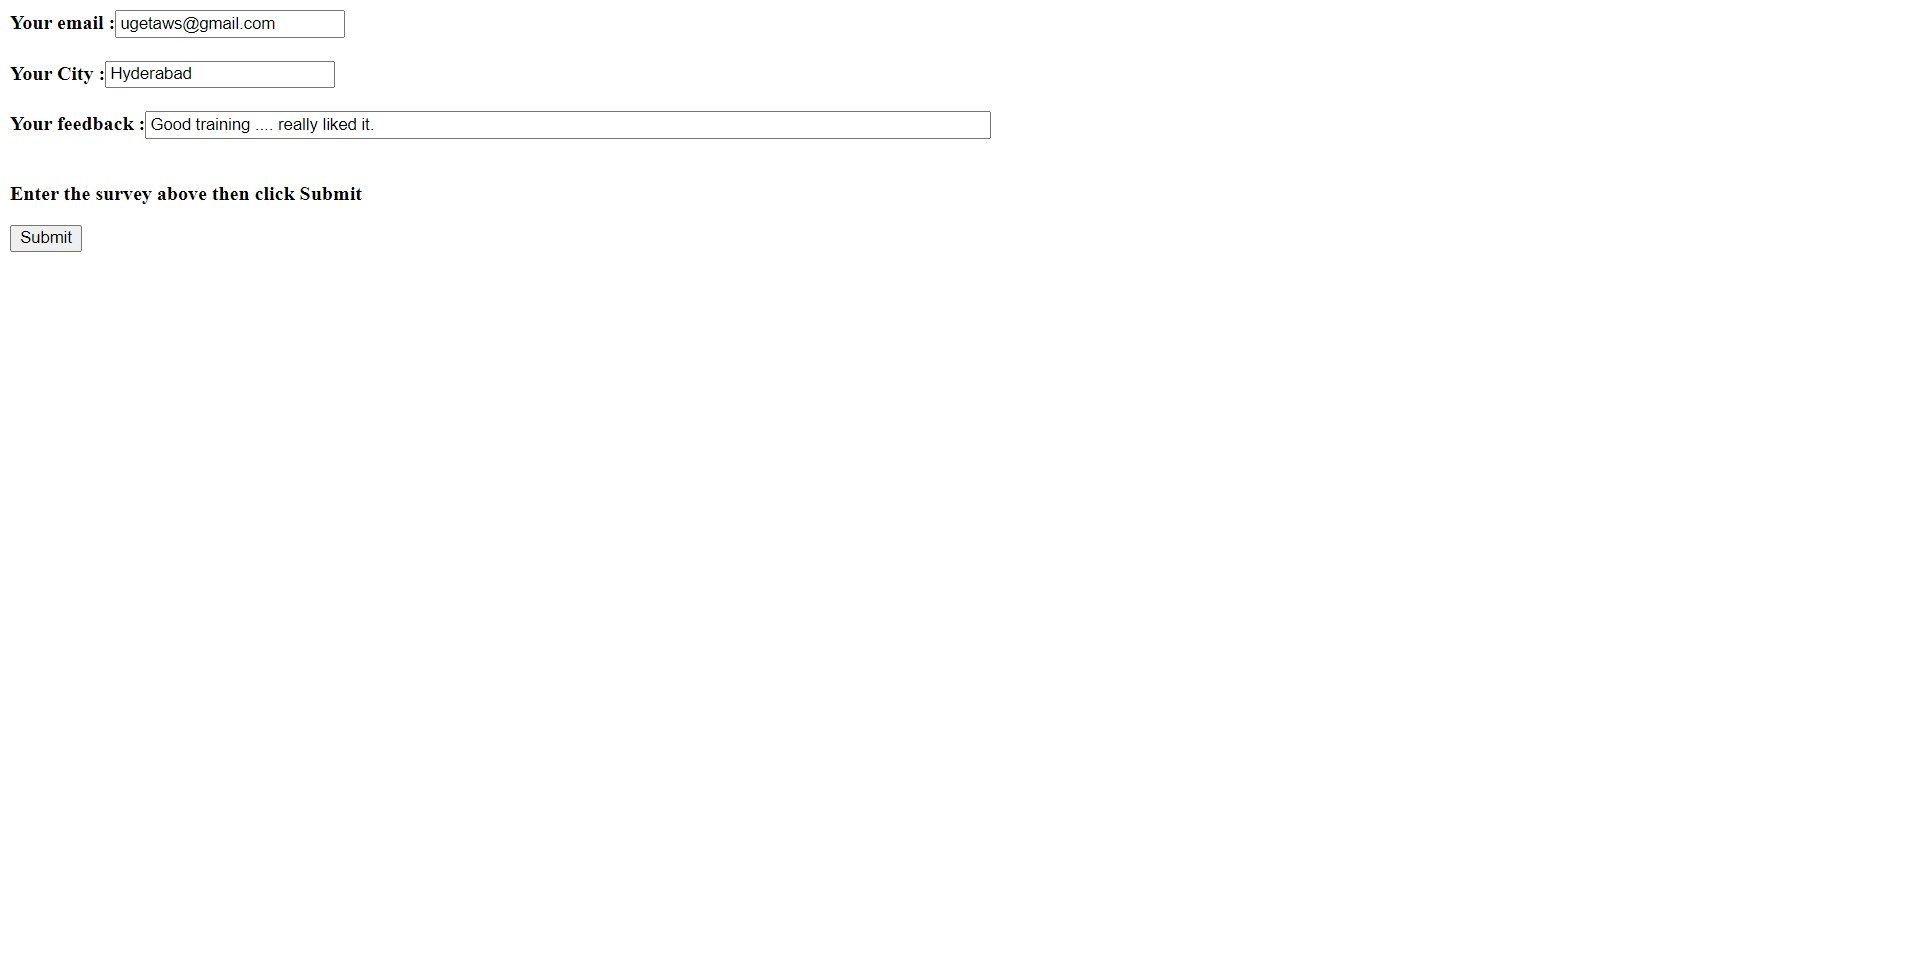 Your email :ugetaws@gmail.com
Your City :Hyderabad
Your feedback :Good training .... really liked it.
Enter the survey above then click Submit
Submit